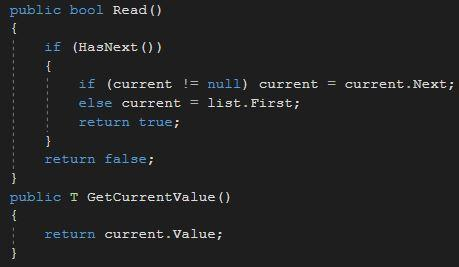 public bool Read()
{
if (HasNext())
{
if (current != null) current = current.Next;
else current = list.First;
return true;
}
return false;
}
public T GetCurrentValue()
{
return current.Value;
}